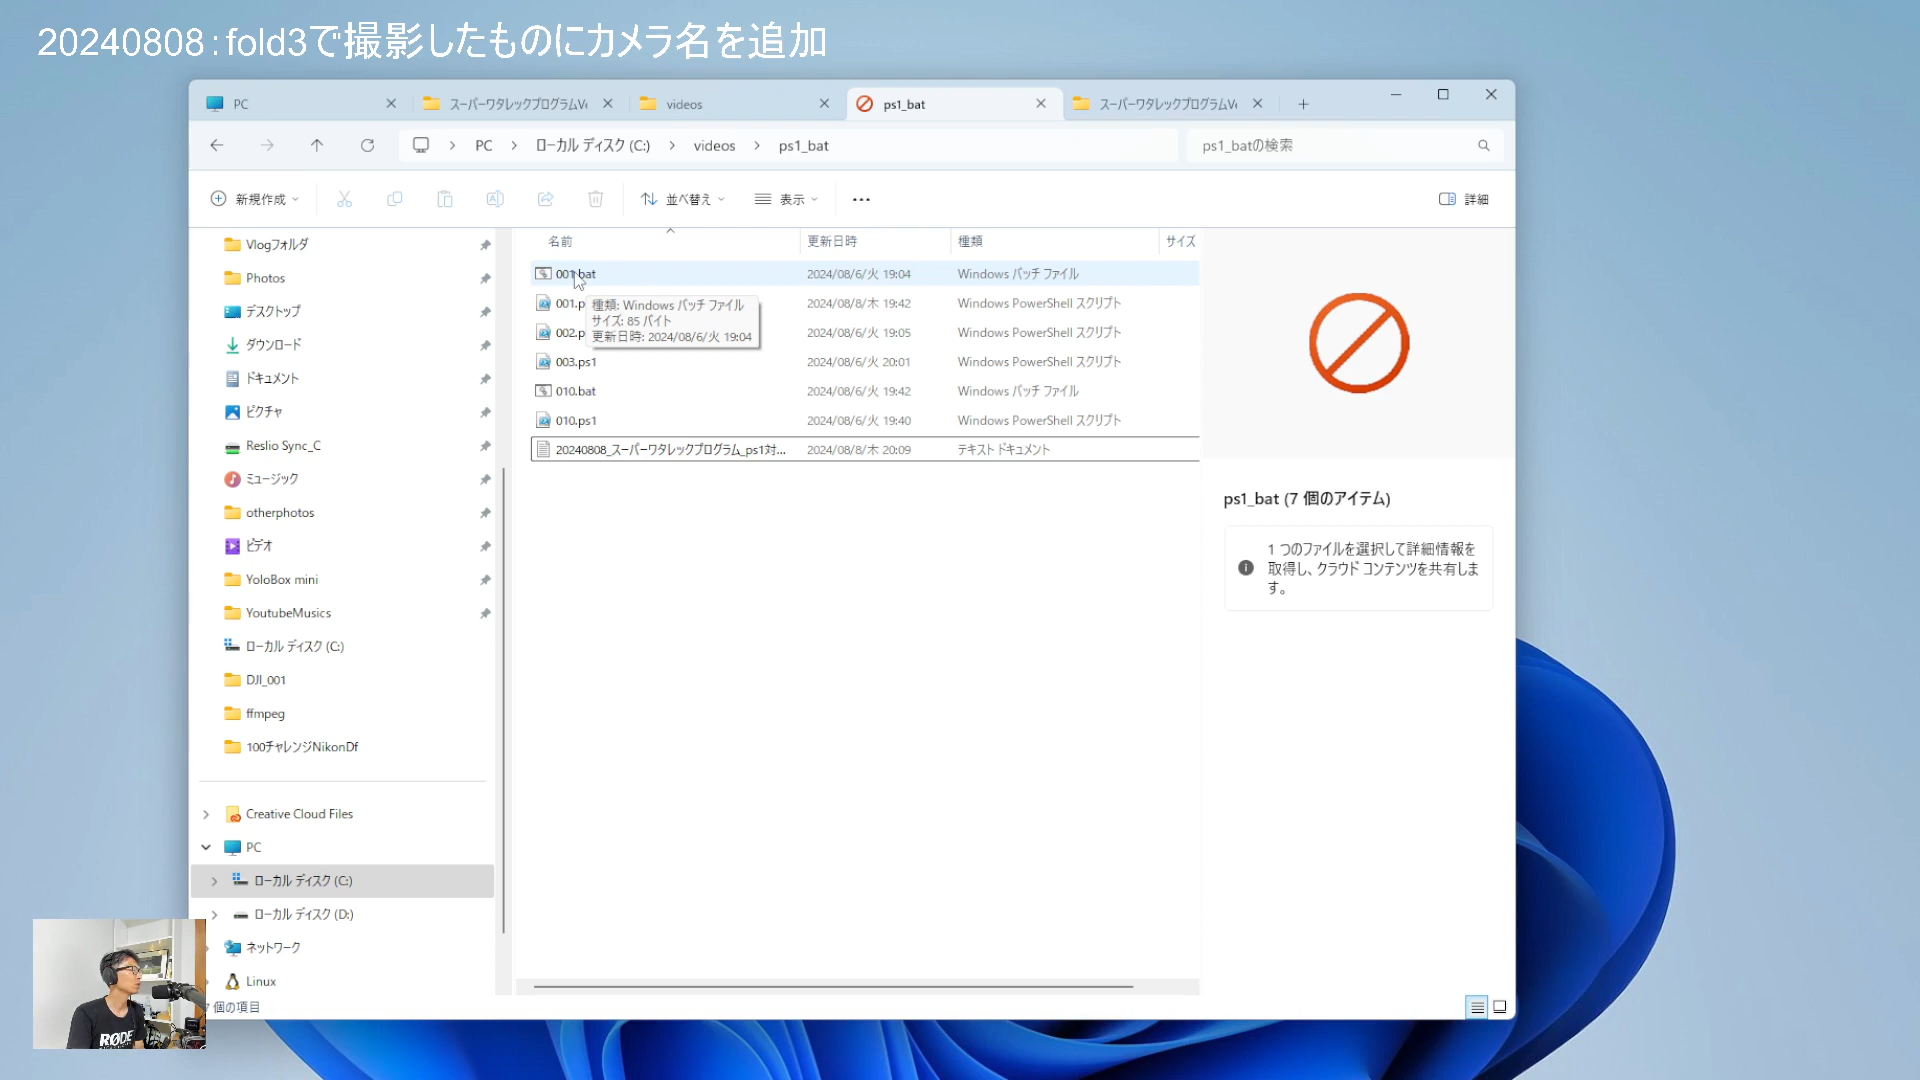 20240808：fold3で撮影したものにカメラ名を追加
PC
スーパーワタレックプログラムVe
videos
ps1_bat
スーパーワタレックプログラムVe
PC
ローカル ディスク (C:)
videos
ps1_bat
ps1_batの検索
新規作成
並べ替え
表示
詳細
名前
更新日時
種類
サイズ
001.bat 2024/08/6/火 19:04 Windows バッチ ファイル
001.p 2024/08/8/木 19:42 Windows PowerShell スクリプト
002.p 2024/08/6/火 19:05 Windows PowerShell スクリプト
003.ps1 2024/08/6/火 20:01 Windows PowerShell スクリプト
010.bat 2024/08/6/火 19:42 Windows バッチ ファイル
010.ps1 2024/08/6/火 19:40 Windows PowerShell スクリプト
20240808_スーパーワタレックプログラム_ps1対... 2024/08/8/木 20:09 テキスト ドキュメント
種類: Windows バッチ ファイル
サイズ: 85 バイト
更新日時: 2024/08/6/火 19:04
Vlogフォルダ
Photos
デスクトップ
ダウンロード
ドキュメント
ピクチャ
Reslio Sync_C
ミュージック
otherphotos
ビデオ
YoloBox mini
YoutubeMusics
ローカル ディスク (C:)
DJI_001
ffmpeg
100チャレンジNikonDf
Creative Cloud Files
PC
ローカル ディスク (C:)
ローカル ディスク (D:)
ネットワーク
Linux
7 個の項目
ps1_bat (7 個のアイテム)
1 つのファイルを選択して詳細情報を
取得し、クラウド コンテンツを共有しま
す。
RØDE